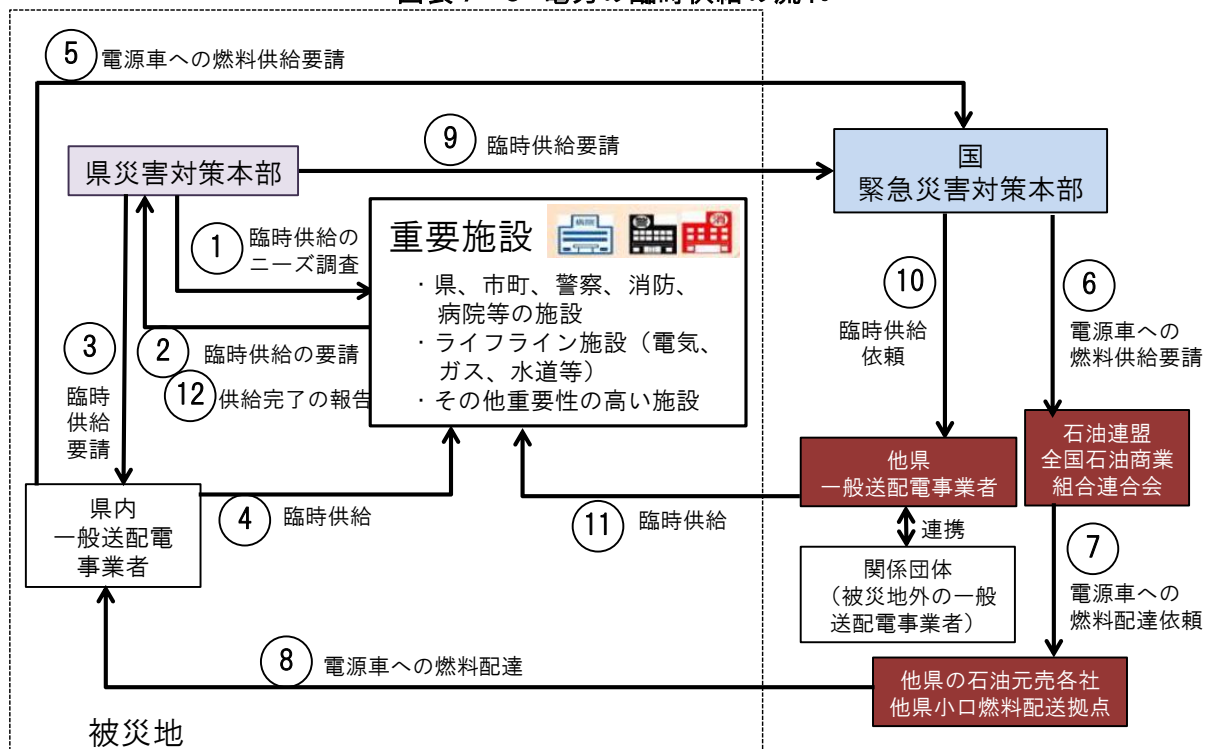 ⑤ 電源車への燃料供給要請
⑨ 臨時供給要請
県災害対策本部
国
緊急災害対策本部
① 臨時供給の
ニーズ調査
重要施設
・県、市町、警察、消防、
病院等の施設
・ライフライン施設（電気、
ガス、水道等）
・その他重要性の高い施設
③
臨時
供給
要請
② 臨時供給の要請
⑫ 供給完了の報告
⑩
臨時供給
依頼
⑥
電源車への
燃料供給要請
県内
一般送配電
事業者
④ 臨時供給
⑪ 臨時供給
他県
一般送配電事業者
石油連盟
全国石油商業
組合連合会
連携
関係団体
（被災地外の一般
送配電事業者）
⑦
電源車への
燃料配達依頼
⑧ 電源車への燃料配達
他県の石油元売各社
他県小口燃料配送拠点
被災地